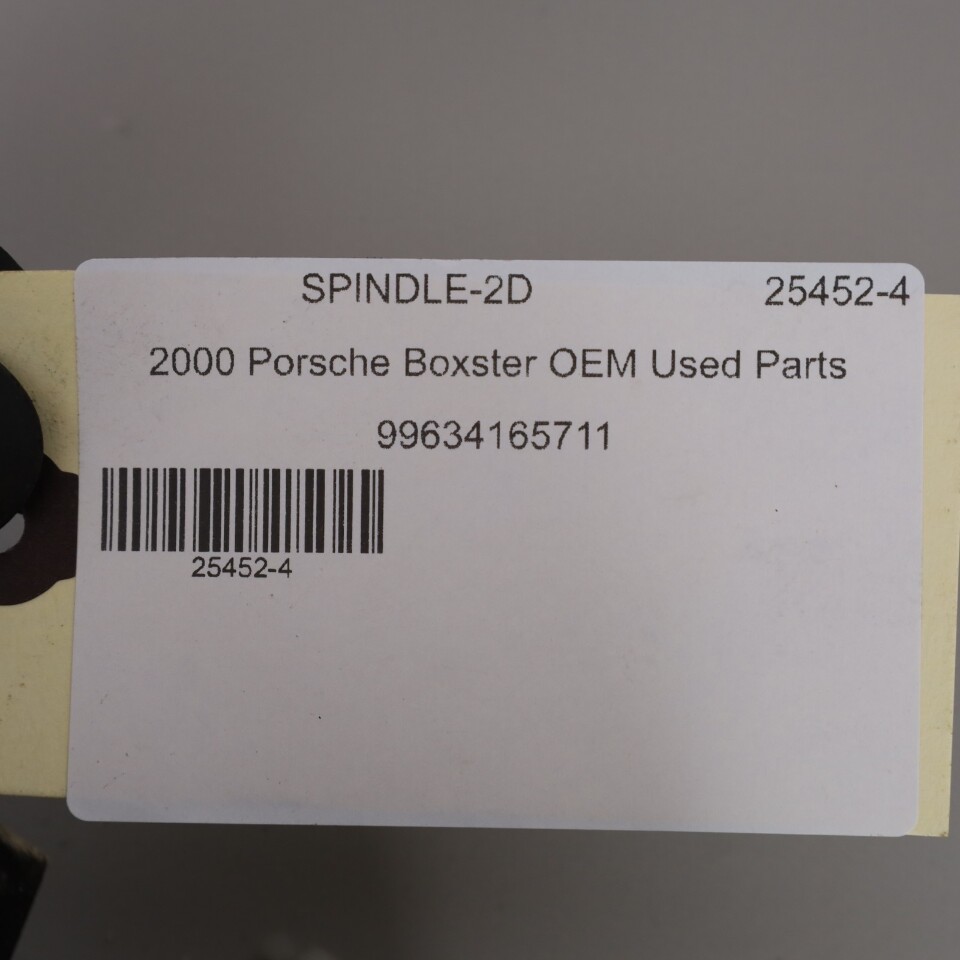 SPINDLE-2D 25452-4
2000 Porsche Boxster OEM Used Parts
99634165711
25452-4